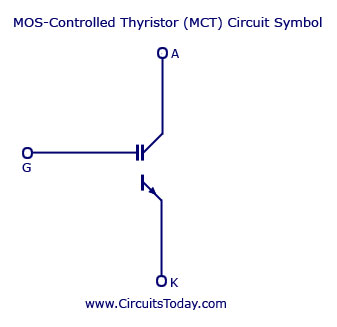 MOS-Controlled Thyristor (MCT) Circuit Symbol
A
G
K
www.CircuitsToday.com